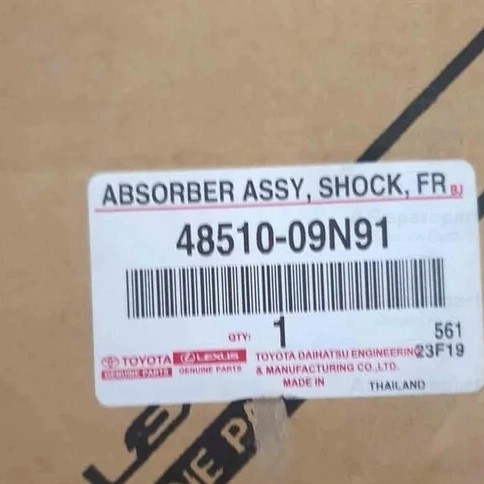 ABSORBER ASSY, SHOCK, FR BJ
48510-09N91
QTY: 1
561
23F19
TOYOTA LEXUS
GENUINE PARTS GENUINE PARTS
TOYOTA DAIHATSU ENGINEERING
& MANUFACTURING CO.,LTD.
MADE IN THAILAND